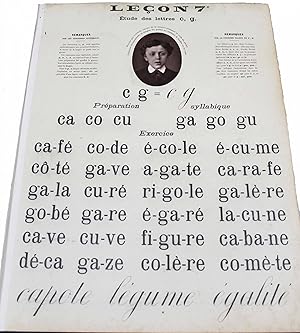 LEÇON 7e
Étude des lettres c, g.
REMARQUES
REMARQUES
c g = c g
Préparation syllabique
ca co cu ga go gu
Exercice
ca-fé co-de é-co-le é-cu-me
cô-té ga-ve a-ga-te ca-ra-fe
ga-la cu-ré ri-go-le ga-lè-re
go-bé ga-re é-ga-ré la-cu-ne
ca-ve cu-ve fi-gu-re ca-ba-ne
dé-ca ga-ze co-lè-re co-mè-te
capote légume égalité